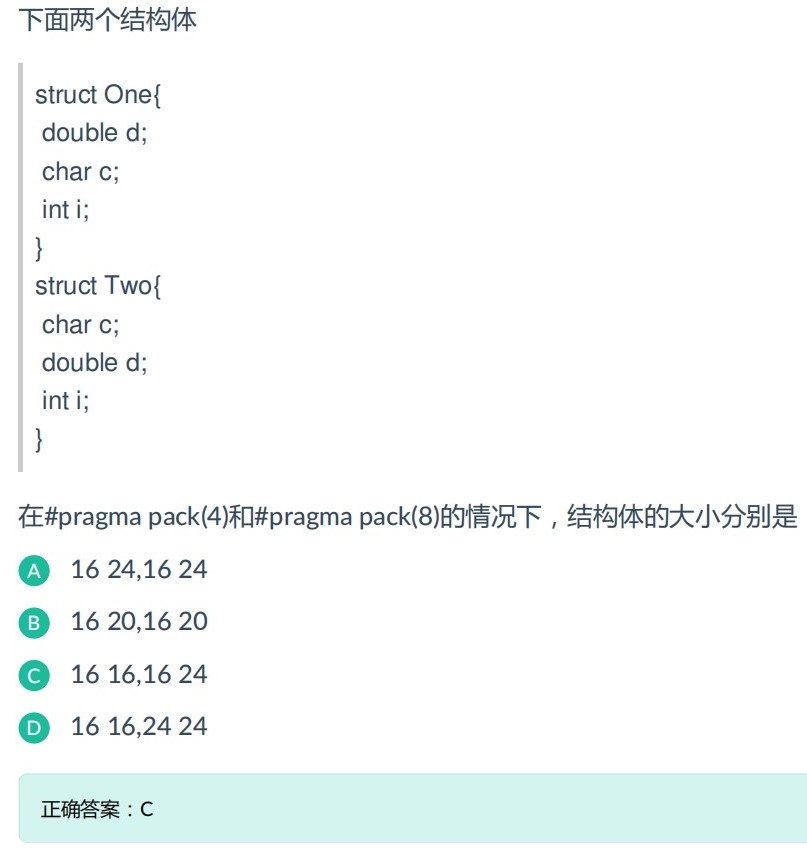 下面两个结构体
struct One{
double d;
char c;
int i;
}
struct Two{
char c;
double d;
int i;
}
在#pragma pack(4)和#pragma pack(8)的情况下，结构体的大小分别是
A 16 24,16 24
B 16 20,16 20
C 16 16,16 24
D 16 16,24 24
正确答案：C